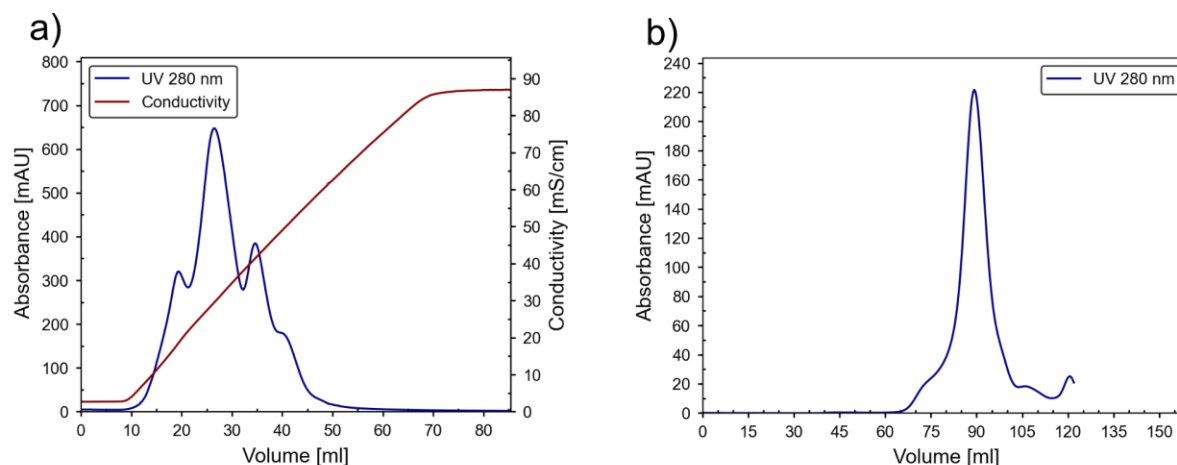 a)
UV 280 nm
Conductivity
Absorbance [mAU]
800
700
600
500
400
300
200
100
0
0 10 20 30 40 50 60 70 80
Volume [ml]
90
80
70
60
50
40
30
20
10
0
Conductivity [mS/cm]
b)
UV 280 nm
Absorbance [mAU]
240
220
200
180
160
140
120
100
80
60
40
20
0
0 15 30 45 60 75 90 105 120 135 150
Volume [ml]